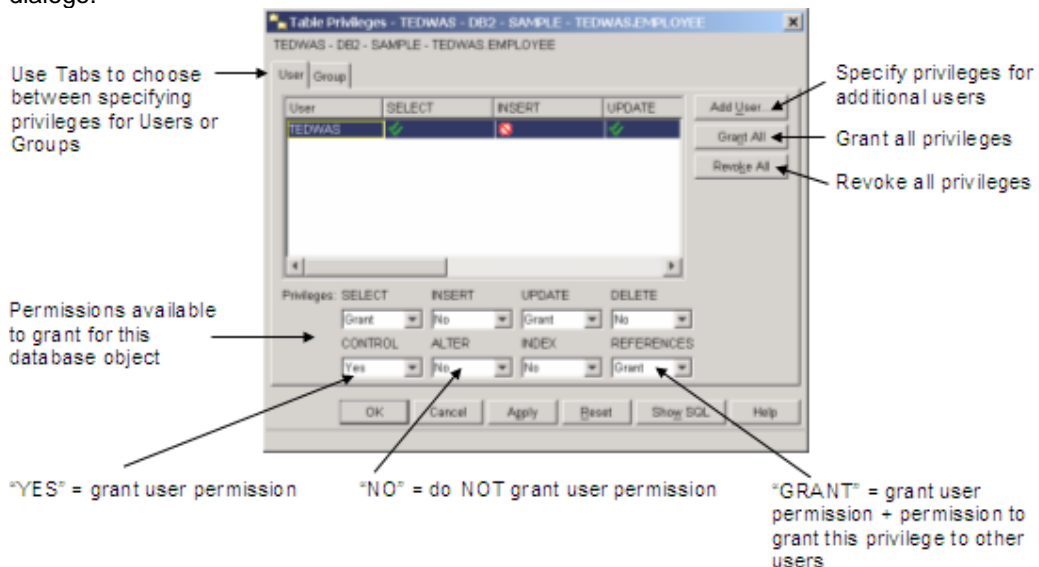 dialogs.
Table Privileges - TEDWAS - DB2 - SAMPLE - TEDWAS.EMPLOYEE
TEDWAS - DB2 - SAMPLE - TEDWAS.EMPLOYEE
Use Tabs to choose
between specifying
privileges for Users or
Groups
User Group
User SELECT INSERT UPDATE
TEDWAS
Add User...
Grant All
Revoke All
Specify privileges for
additional users
Grant all privileges
Revoke all privileges
Permissions available
to grant for this
database object
Privileges: SELECT INSERT UPDATE DELETE
Grant No Grant No
CONTROL ALTER INDEX REFERENCES
Yes No No Grant
OK Cancel Apply Reset Show SQL Help
"YES" = grant user permission
"NO" = do NOT grant user permission
"GRANT" = grant user
permission + permission to
grant this privilege to other
users